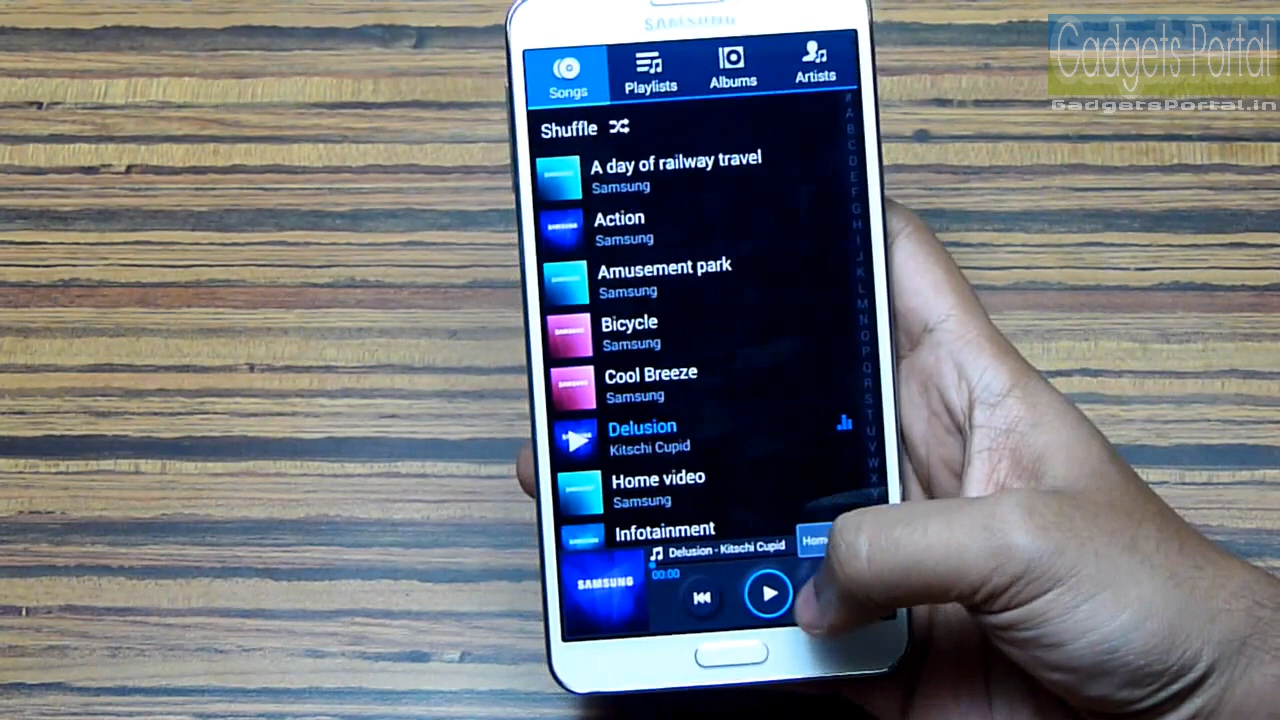 SAMSUNG
Gadgets Portal
GadgetsPortal.in
Songs
Playlists
Albums
Artists
Shuffle
A day of railway travel
Samsung
Action
Samsung
Amusement park
Samsung
Bicycle
Samsung
Cool Breeze
Samsung
Delusion
Kitschi Cupid
Home video
Samsung
Infotainment
#
A
B
C
D
E
F
G
H
I
J
K
L
M
N
O
P
Q
R
S
T
U
V
W
X
Delusion - Kitschi Cupid
00:00
SAMSUNG